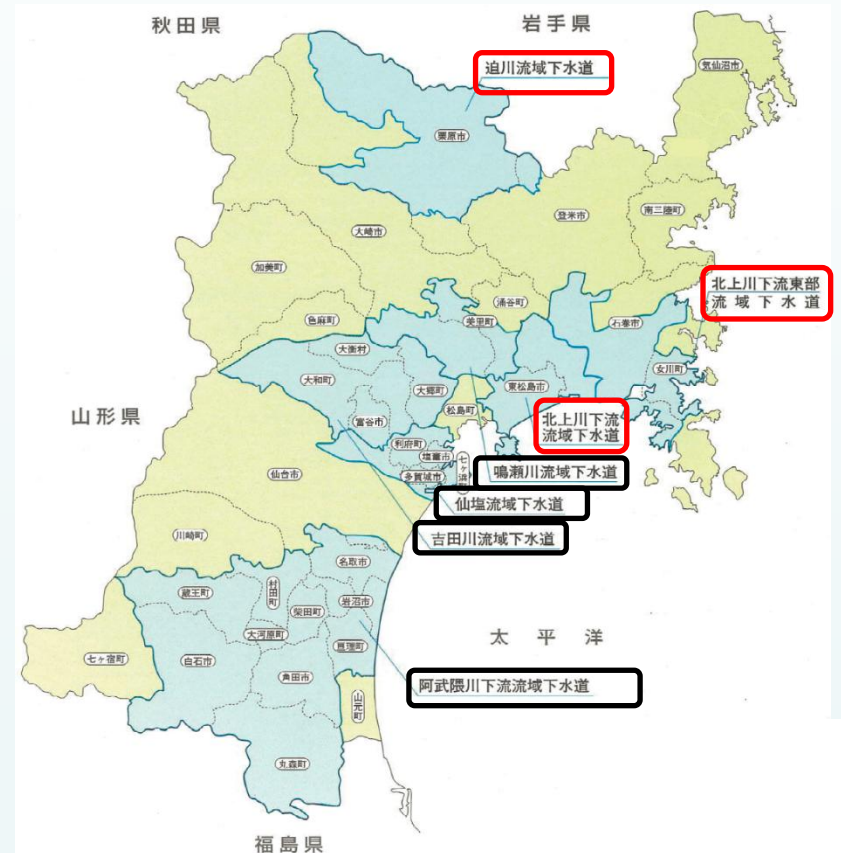 秋田県
岩手県
迫川流域下水道
気仙沼市
栗原市
登米市
南三陸町
大崎市
加美町
北上川下流東部
流域下水道
涌谷町
色麻町
美里町
石巻市
大衡村
女川町
大和町
大郷町
東松島市
松島町
山形県
富谷市
北上川下流
流域下水道
利府町
塩竈市
七ヶ浜町
多賀城市
鳴瀬川流域下水道
仙台市
仙塩流域下水道
吉田川流域下水道
川崎町
名取市
蔵王町
村田町
柴田町
岩沼市
大河原町
亘理町
太平洋
七ヶ宿町
白石市
角田市
阿武隈川下流流域下水道
山元町
丸森町
福島県